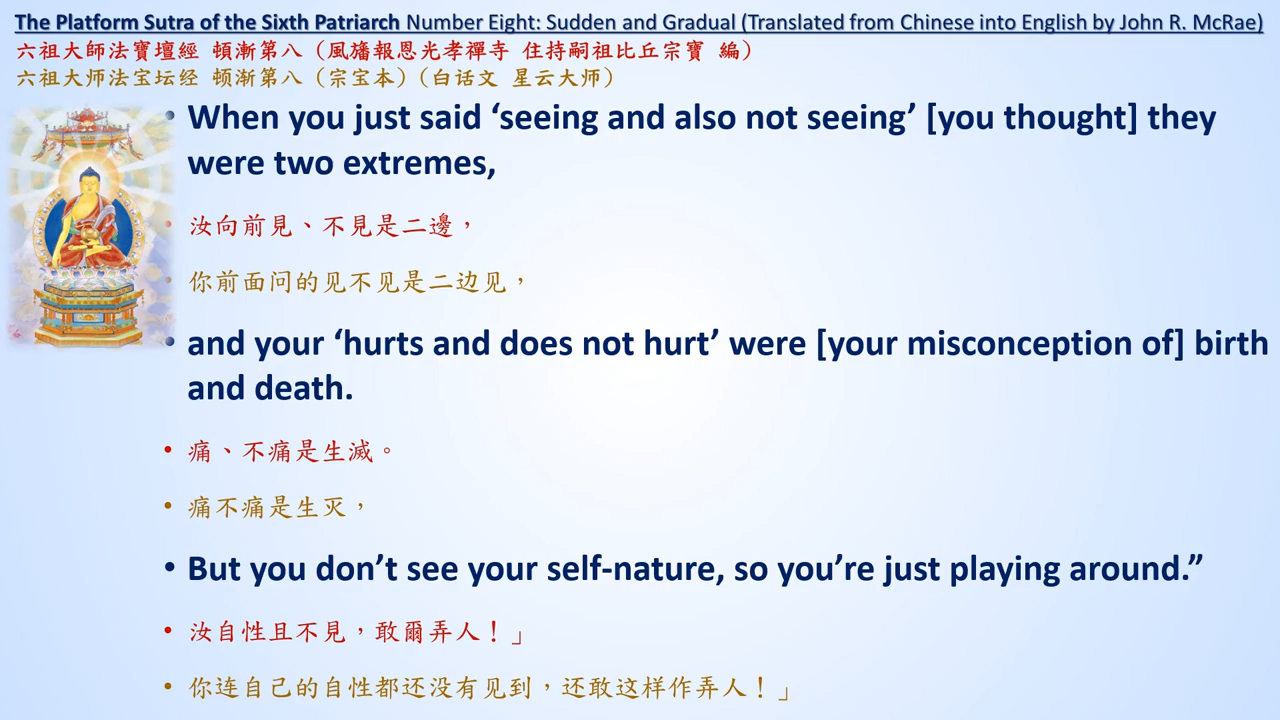 The Platform Sutra of the Sixth Patriarch Number Eight: Sudden and Gradual (Translated from Chinese into English by John R. McRae)
六祖大師法寶壇經 頓漸第八（風旛報恩光孝禪寺 住持嗣祖比丘宗寶 編）
六祖大师法宝坛经 顿渐第八（宗宝本）（白话文 星云大师）
• When you just said ‘seeing and also not seeing’ [you thought] they
were two extremes,
• 汝向前見、不見是二邊，
• 你前面问的见不见是二边见，
• and your ‘hurts and does not hurt’ were [your misconception of] birth
and death.
• 痛、不痛是生滅。
• 痛不痛是生灭，
• But you don’t see your self-nature, so you’re just playing around.”
• 汝自性且不見，敢爾弄人！」
• 你连自己的自性都还没有见到，还敢这样作弄人！」